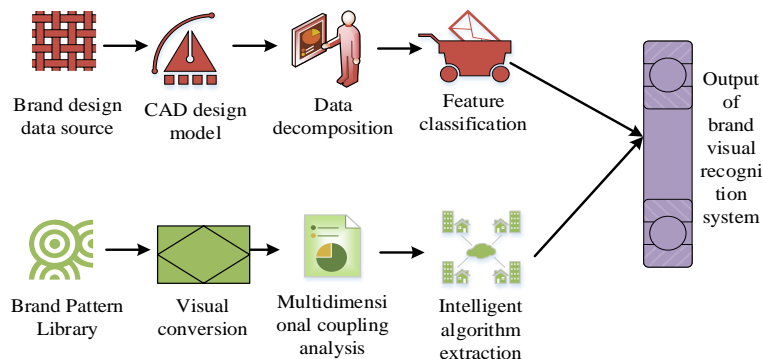 Brand design
data source
CAD design
model
Data
decomposition
Feature
classification
Output
of
brand
visual
recogni
tion
system
Brand Pattern
Library
Visual
conversion
Multidimensi
onal coupling
analysis
Intelligent
algorithm
extraction